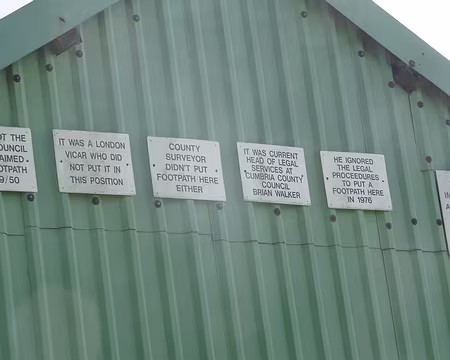 OT THE
OUNCIL
AIMED
OTPATH
9/50
IT WAS A LONDON
VICAR WHO DID
NOT PUT IT IN
THIS POSITION
COUNTY
SURVEYOR
DIDN'T PUT
FOOTPATH HERE
EITHER
IT WAS CURRENT
HEAD OF LEGAL
SERVICES AT
CUMBRIA COUNTY
COUNCIL
BRIAN WALKER
HE IGNORED
THE LEGAL
PROCEEDURES
TO PUT A
FOOTPATH HERE
IN 1976